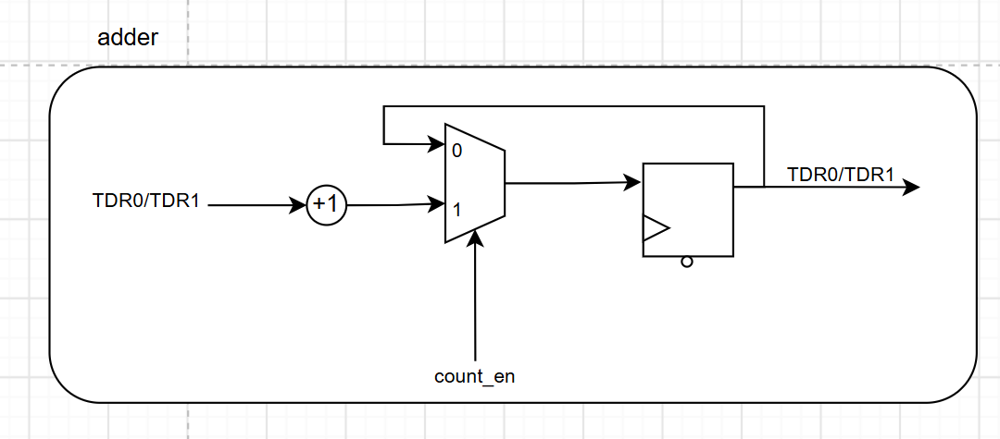 adder
0
TDR0/TDR1
TDR0/TDR1
+1
1
count_en